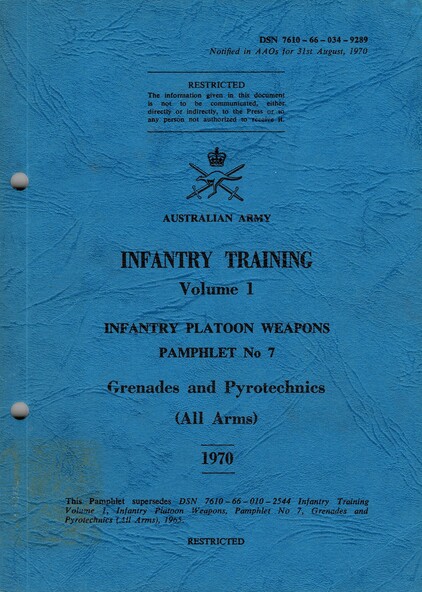 DSN 7610-66-034-9289
Notified in AAOs for 31st August, 1970
RESTRICTED
The information given in this document
is not to be communicated, either
directly or indirectly, to the Press or to
any person not authorized to receive it.
AUSTRALIAN ARMY
INFANTRY TRAINING
Volume 1
INFANTRY PLATOON WEAPONS
PAMPHLET No 7
Grenades and Pyrotechnics
(All Arms)
1970
This Pamphlet supersedes DSN 7610-66-010-2544 Infantry Training
Volume 1, Infantry Platoon Weapons, Pamphlet No 7, Grenades and
Pyrotechnics (All Arms), 1965.
RESTRICTED